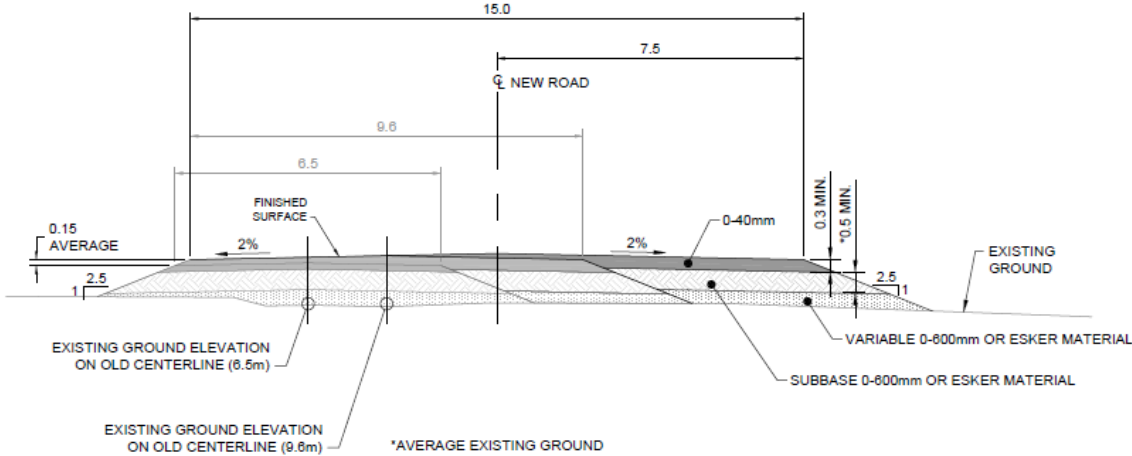 15.0
7.5
℄ NEW ROAD
9.6
6.5
FINISHED
SURFACE
0-40mm
0.3 MIN.
*0.5 MIN.
0.15
AVERAGE
2%
2%
EXISTING
GROUND
2.5
1
2.5
1
VARIABLE 0-600mm OR ESKER MATERIAL
EXISTING GROUND ELEVATION
ON OLD CENTERLINE (6.5m)
SUBBASE 0-600mm OR ESKER MATERIAL
EXISTING GROUND ELEVATION
ON OLD CENTERLINE (9.6m)
*AVERAGE EXISTING GROUND